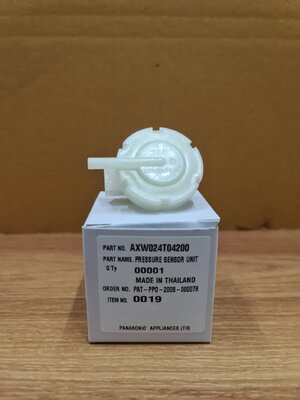 PART NO. AXW024T04200
PART NAME. PRESSURE SENSOR UNIT
Q'Ty 00001
MADE IN THAILAND
ORDER NO. PAT-PPO-2008-000078
ITEM NO. 0019
PANASONIC APPLIANCES (TH)